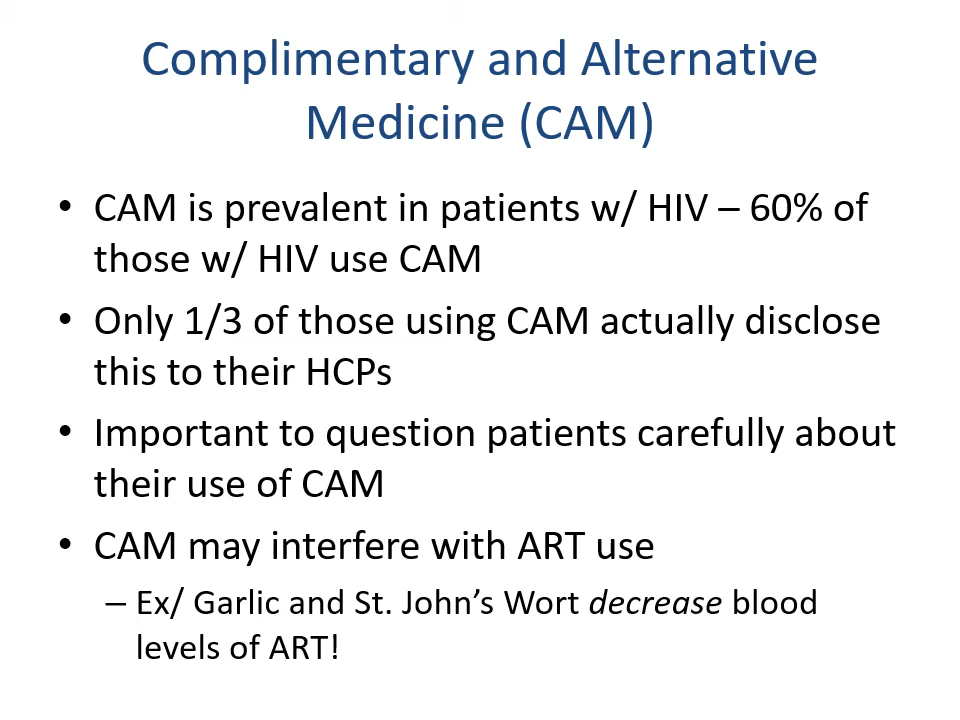 Complimentary and Alternative
Medicine (CAM)
• CAM is prevalent in patients w/ HIV – 60% of
those w/ HIV use CAM
• Only 1/3 of those using CAM actually disclose
this to their HCPs
• Important to question patients carefully about
their use of CAM
• CAM may interfere with ART use
– Ex/ Garlic and St. John’s Wort decrease blood
levels of ART!